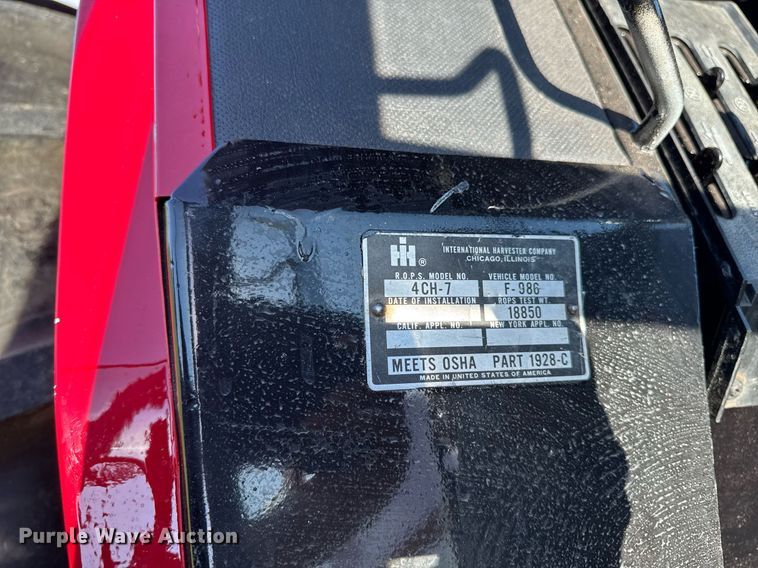 IH®
INTERNATIONAL HARVESTER COMPANY
CHICAGO, ILLINOIS
R.O.P.S. MODEL NO. VEHICLE MODEL NO.
4CH-7 F-986
DATE OF INSTALLATION ROPS TEST WT.
18850
CALIF. APPL. NO. NEW YORK APPL. NO.
MEETS OSHA PART 1928-C
MADE IN UNITED STATES OF AMERICA
Purple Wave Auction